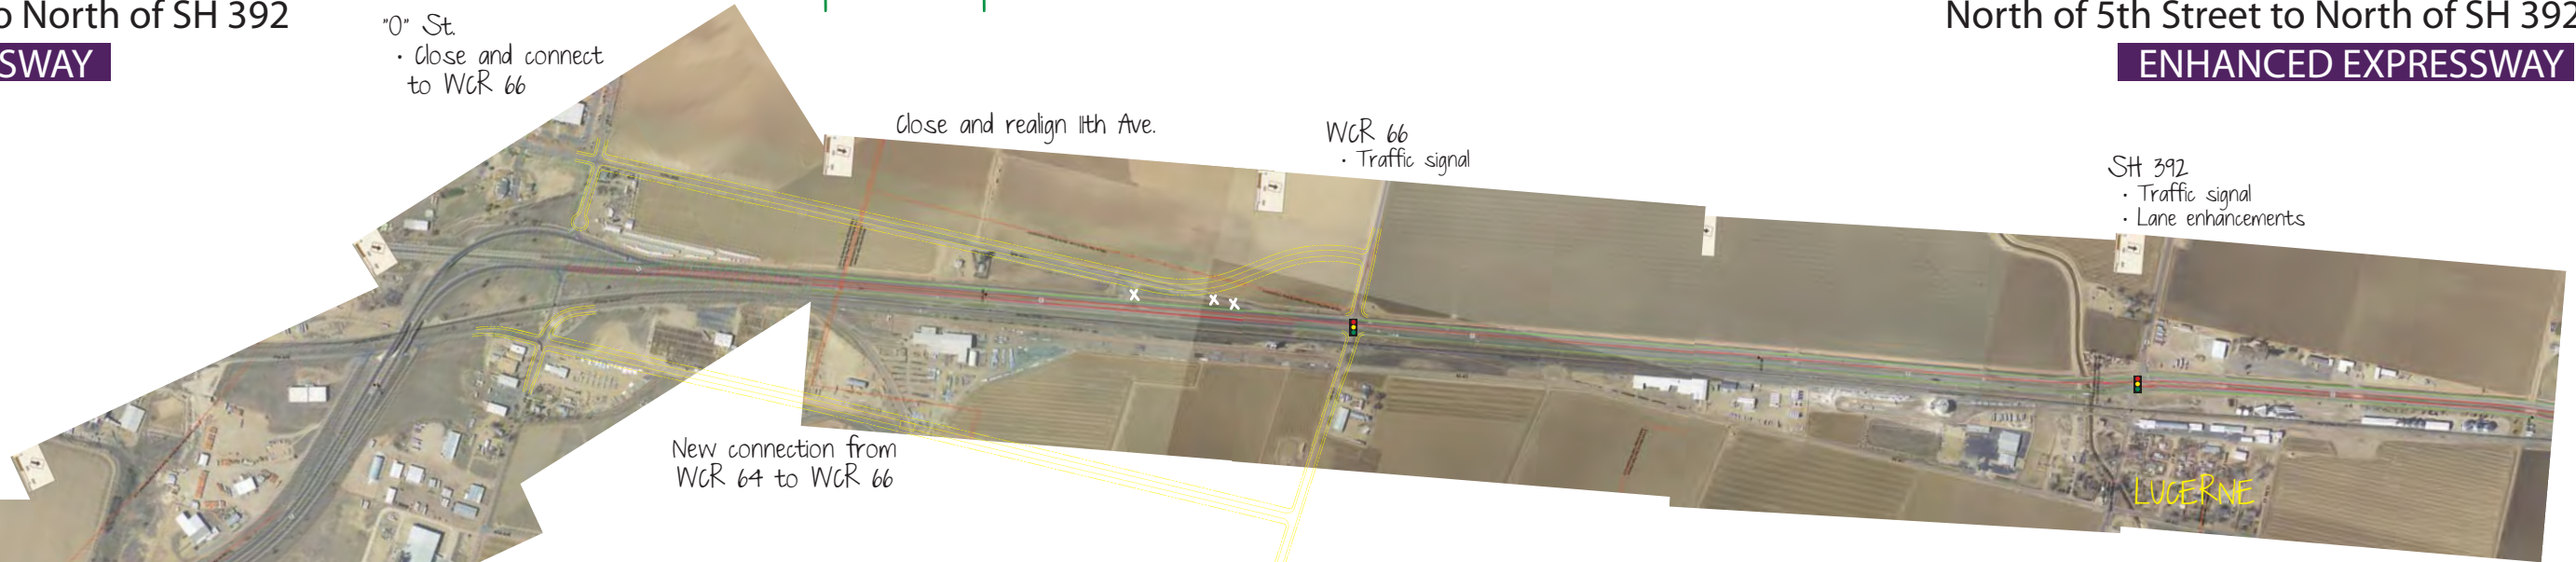 o North of SH 392
SWAY
"O" St.
· Close and connect
to WCR 66
Close and realign 11th Ave.
WCR 66
· Traffic signal
North of 5th Street to North of SH 392
ENHANCED EXPRESSWAY
SH 392
· Traffic signal
· Lane enhancements
X
X
X
New connection from
WCR 64 to WCR 66
LUCERNE